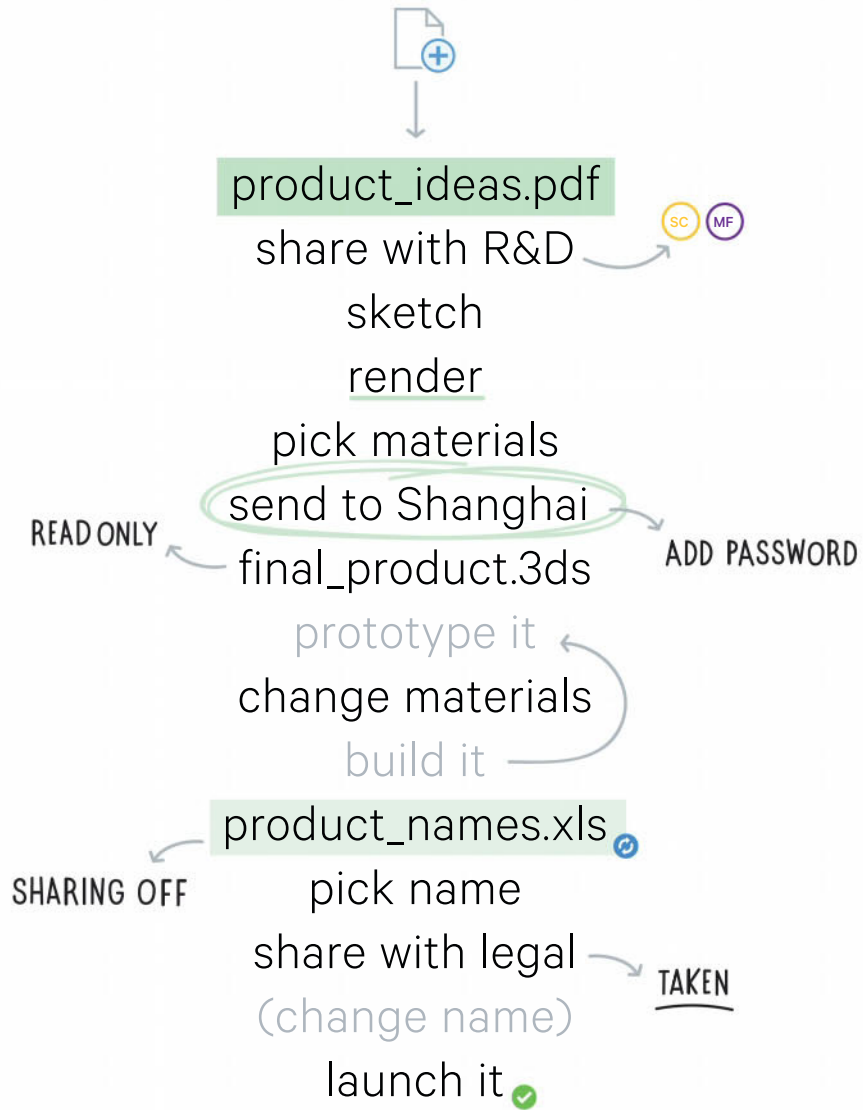 product_ideas.pdf
share with R&D
SC MF
sketch
render
pick materials
send to Shanghai
ADD PASSWORD
READ ONLY
final_product.3ds
prototype it
change materials
build it
product_names.xls
SHARING OFF
pick name
share with legal
TAKEN
(change name)
launch it